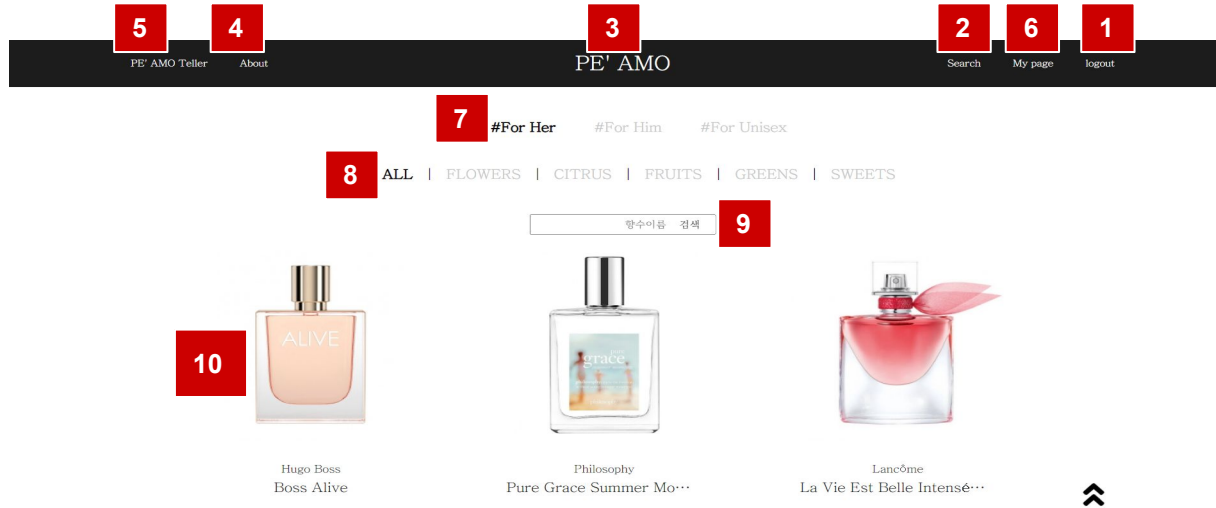 5 4 3 2 6 1
PE' AMO Teller About PE' AMO Search My page logout
7 #For Her #For Him #For Unisex
8 ALL | FLOWERS | CITRUS | FRUITS | GREENS | SWEETS
향수이름 검색 9
ALIVE
grace
10
Hugo Boss Philosophy Lancôme
Boss Alive Pure Grace Summer Mo··· La Vie Est Belle Intensé···